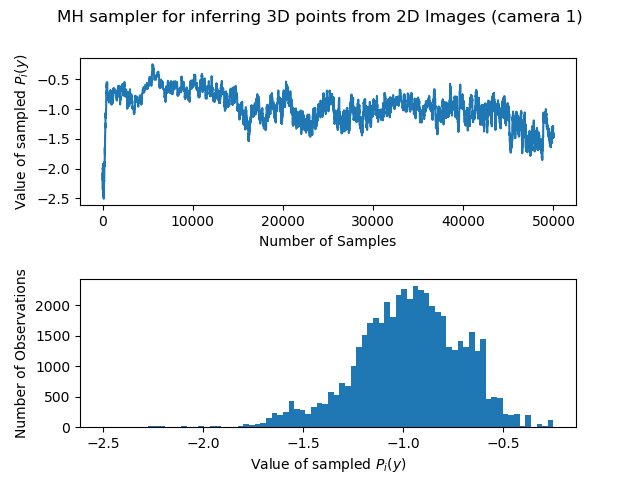 MH sampler for inferring 3D points from 2D Images (camera 1)
Value of sampled P_i(y)
−0.5
−1.0
−1.5
−2.0
−2.5
0 10000 20000 30000 40000 50000
Number of Samples
Number of Observations
2000
1500
1000
500
0
−2.5 −2.0 −1.5 −1.0 −0.5
Value of sampled P_i(y)